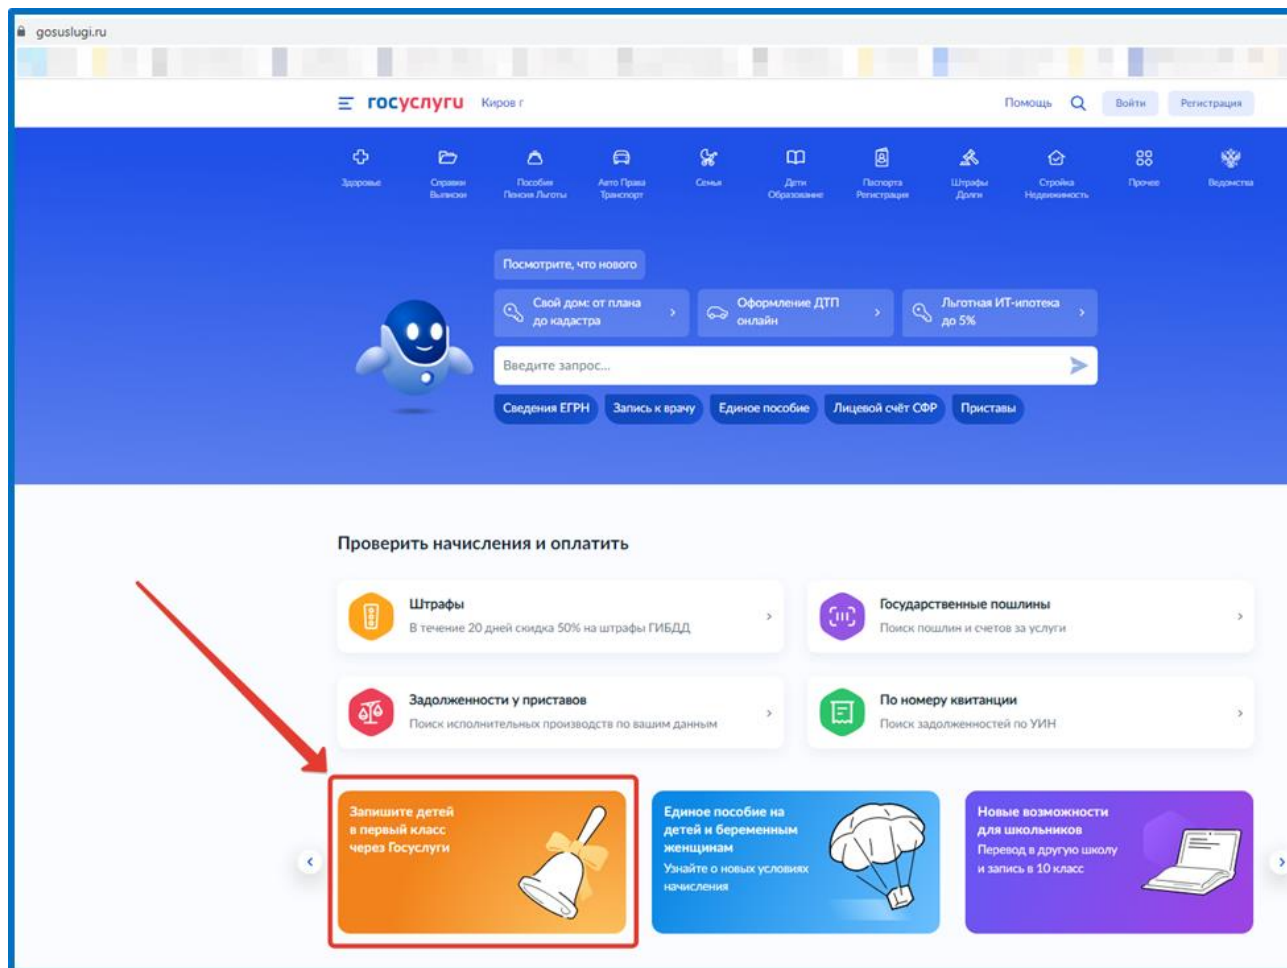 gosuslugi.ru
госуслуги Киров г Помощь Войти Регистрация
Здоровье
Справки
Выписки
Пособия
Пенсия Льготы
Авто Права
Транспорт
Семья
Дети
Образование
Паспорта
Регистрация
Штрафы
Долги
Стройка
Недвижимость
Прочее
Ведомства
Посмотрите, что нового
Свой дом: от плана
до кадастра
Оформление ДТП
онлайн
Льготная ИТ-ипотека
до 5%
Введите запрос...
Сведения ЕГРН Запись к врачу Единое пособие Лицевой счёт СФР Приставы
Проверить начисления и оплатить
Штрафы
В течение 20 дней скидка 50% на штрафы ГИБДД
Государственные пошлины
Поиск пошлин и счетов за услуги
Задолженности у приставов
Поиск исполнительных производств по вашим данным
По номеру квитанции
Поиск задолженностей по УИН
Запишите детей
в первый класс
через Госуслуги
Единое пособие на
детей и беременным
женщинам
Узнайте о новых условиях
начисления
Новые возможности
для школьников
Перевод в другую школу
и запись в 10 класс